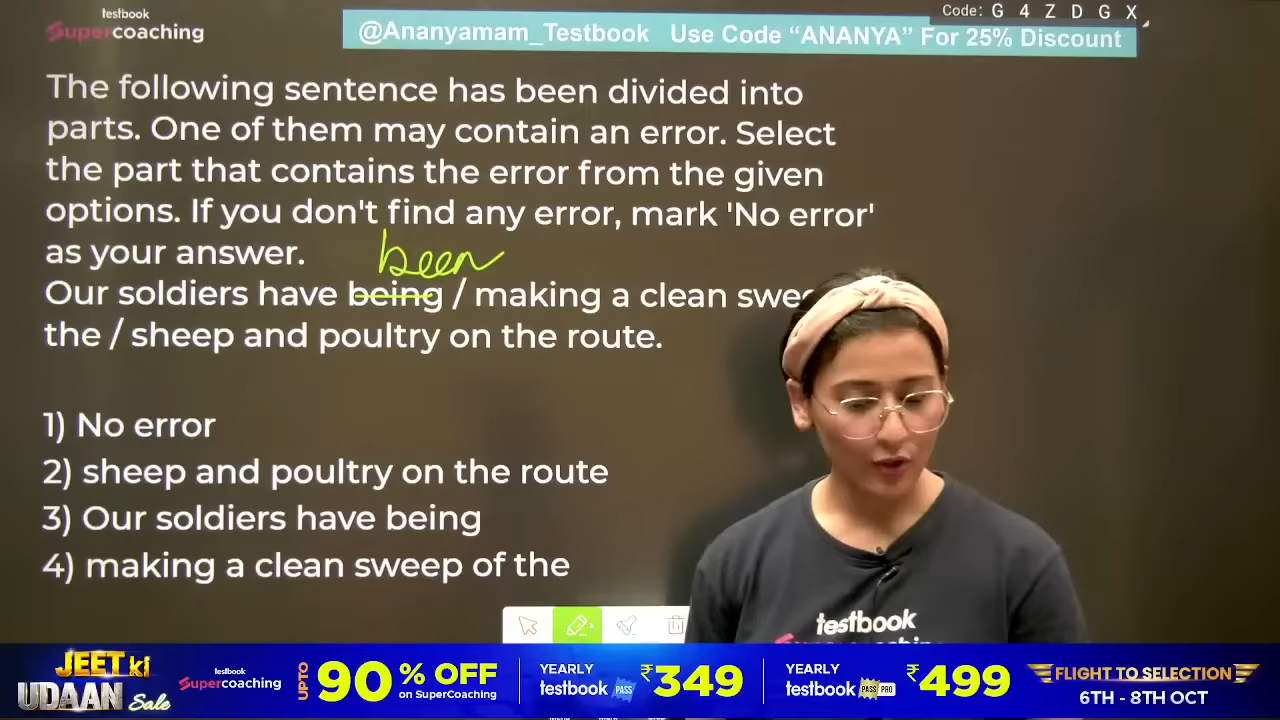 testbook
Supercoaching
@Ananyamam_Testbook Use Code “ANANYA” For 25% Discount
Code: G 4 Z D G X
The following sentence has been divided into
parts. One of them may contain an error. Select
the part that contains the error from the given
options. If you don't find any error, mark 'No error'
as your answer.
been
Our soldiers have being / making a clean
the / sheep and poultry on the route.
1) No error
2) sheep and poultry on the route
3) Our soldiers have being
4) making a clean sweep of the
testbook
JEET ki
UDAAN Sale
testbook
Supercoaching
UPTO 90% OFF
on SuperCoaching
YEARLY
testbook PASS ₹349
YEARLY
testbook PASS PRO ₹499
FLIGHT TO SELECTION
6TH - 8TH OCT